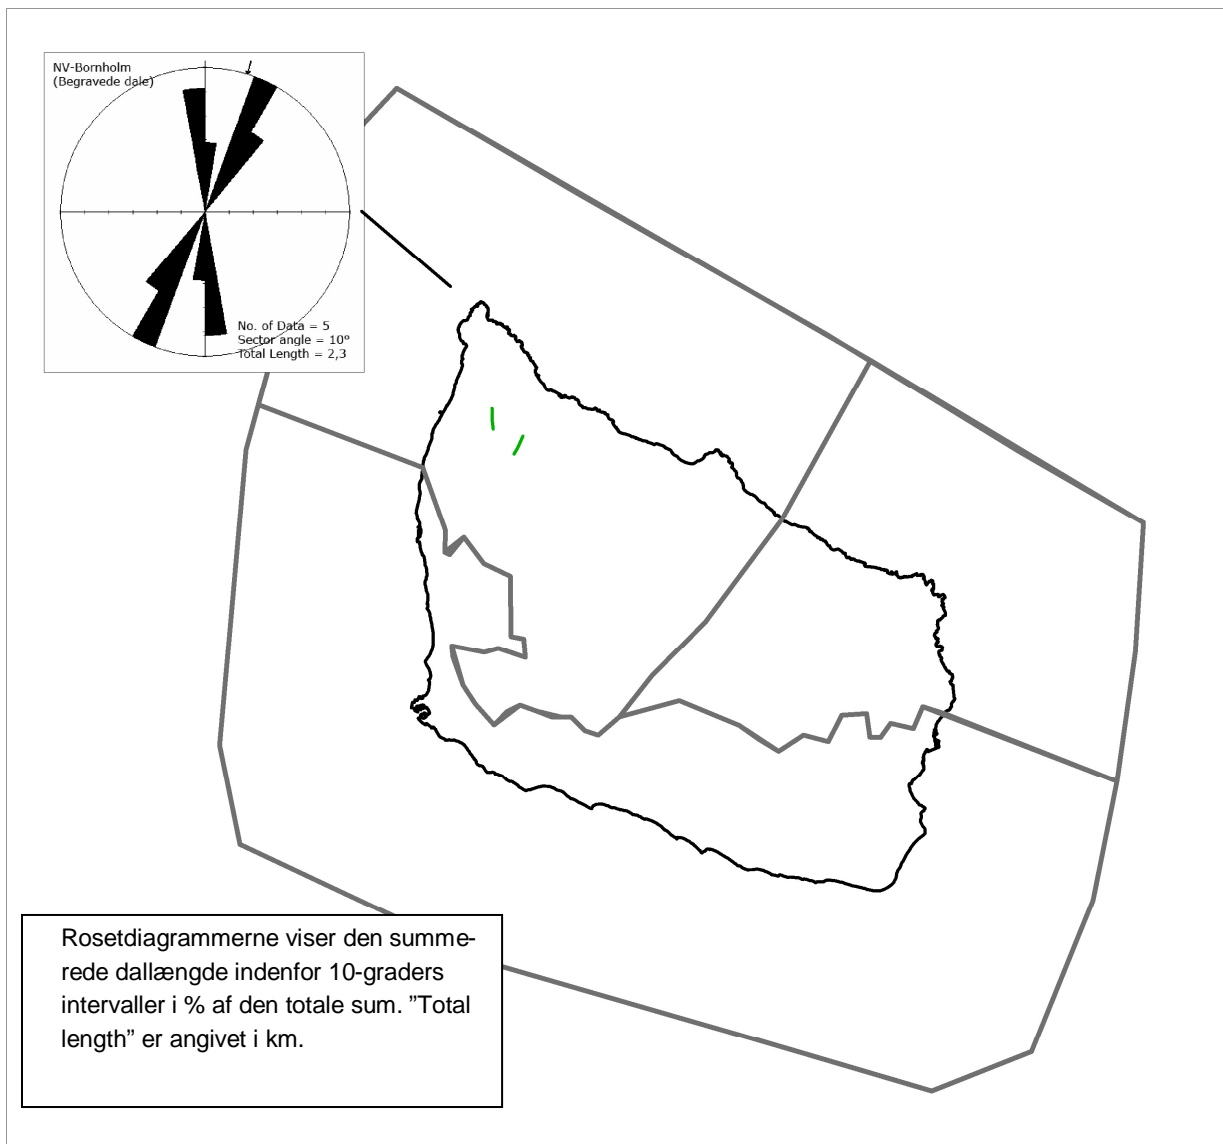 NV-Bornholm
(Begravede dale)
No. of Data = 5
Sector angle = 10°
Total Length = 2,3
Rosetdiagrammerne viser den summe-
rede dallængde indenfor 10-graders
intervaller i % af den totale sum. ”Total
length” er angivet i km.